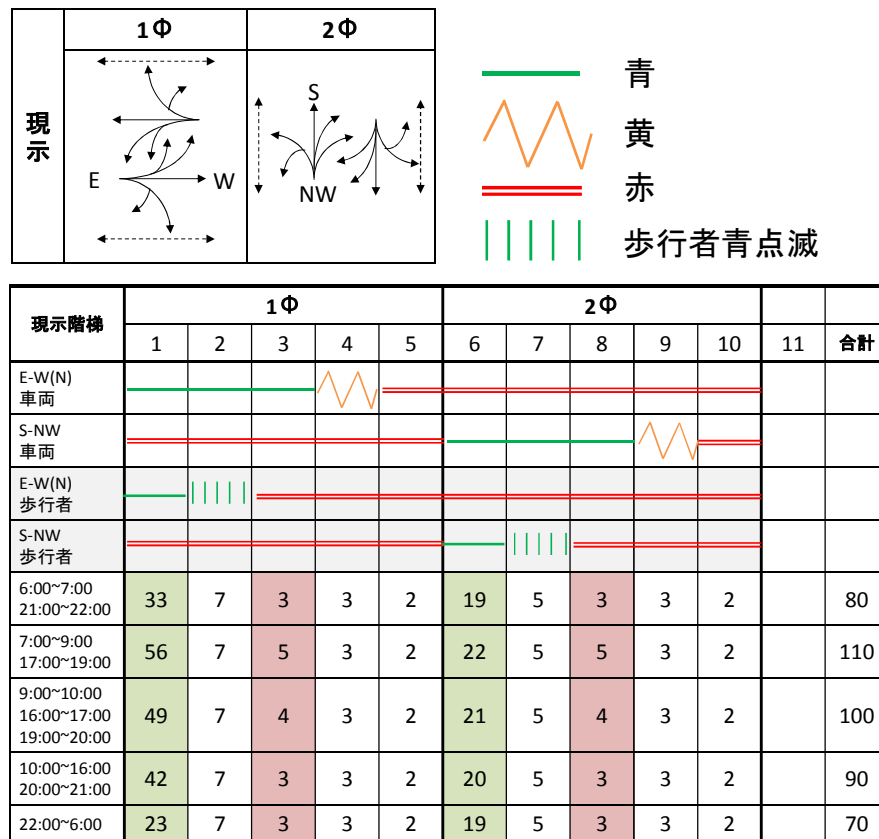 1Φ 2Φ
現示
E W
S
NW
青
黄
赤
歩行者青点滅
現示階梯 1Φ 2Φ
1 2 3 4 5 6 7 8 9 10 11 合計
E-W(N)
車両
S-NW
車両
E-W(N)
歩行者
S-NW
歩行者
6:00~7:00
21:00~22:00
33 7 3 3 2 19 5 3 3 2 80
7:00~9:00
17:00~19:00
56 7 5 3 2 22 5 5 3 2 110
9:00~10:00
16:00~17:00
19:00~20:00
49 7 4 3 2 21 5 4 3 2 100
10:00~16:00
20:00~21:00
42 7 3 3 2 20 5 3 3 2 90
22:00~6:00 23 7 3 3 2 19 5 3 3 2 70